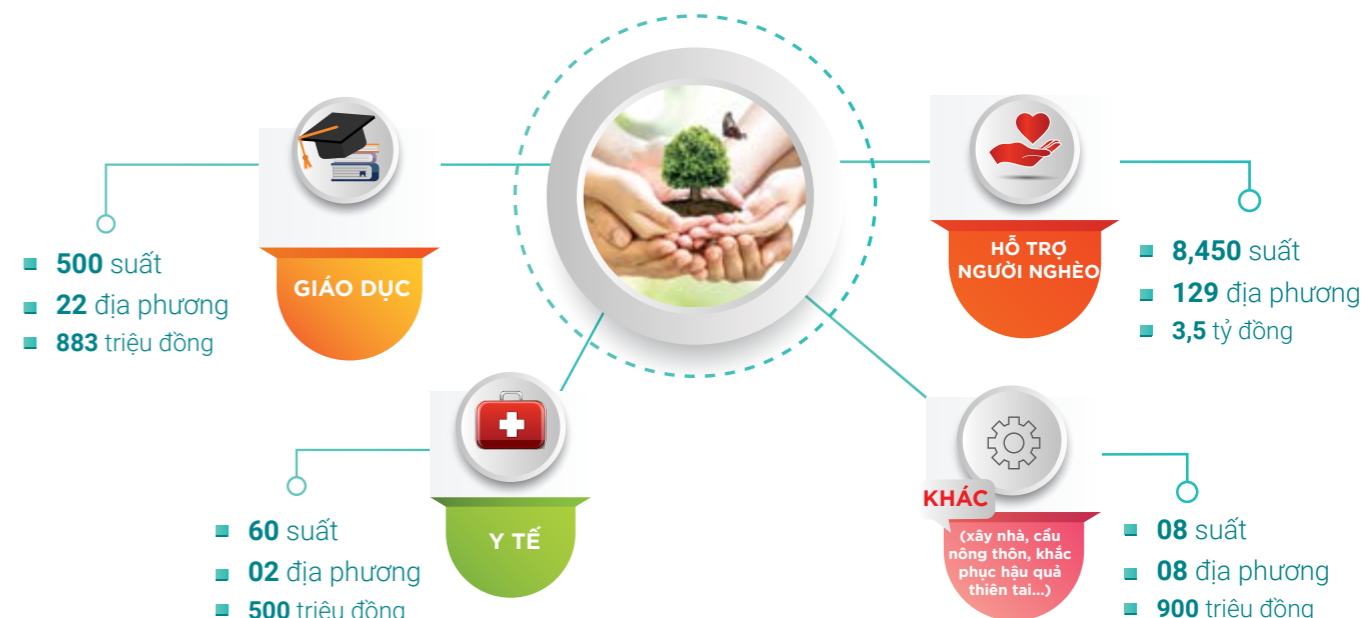 GIÁO DỤC
500 suất
22 địa phương
883 triệu đồng
HỖ TRỢ
NGƯỜI NGHÈO
8,450 suất
129 địa phương
3,5 tỷ đồng
Y TẾ
60 suất
02 địa phương
500 triệu đồng
KHÁC
(xây nhà, cầu
nông thôn, khắc
phục hậu quả
thiên tai...)
08 suất
08 địa phương
900 triệu đồng